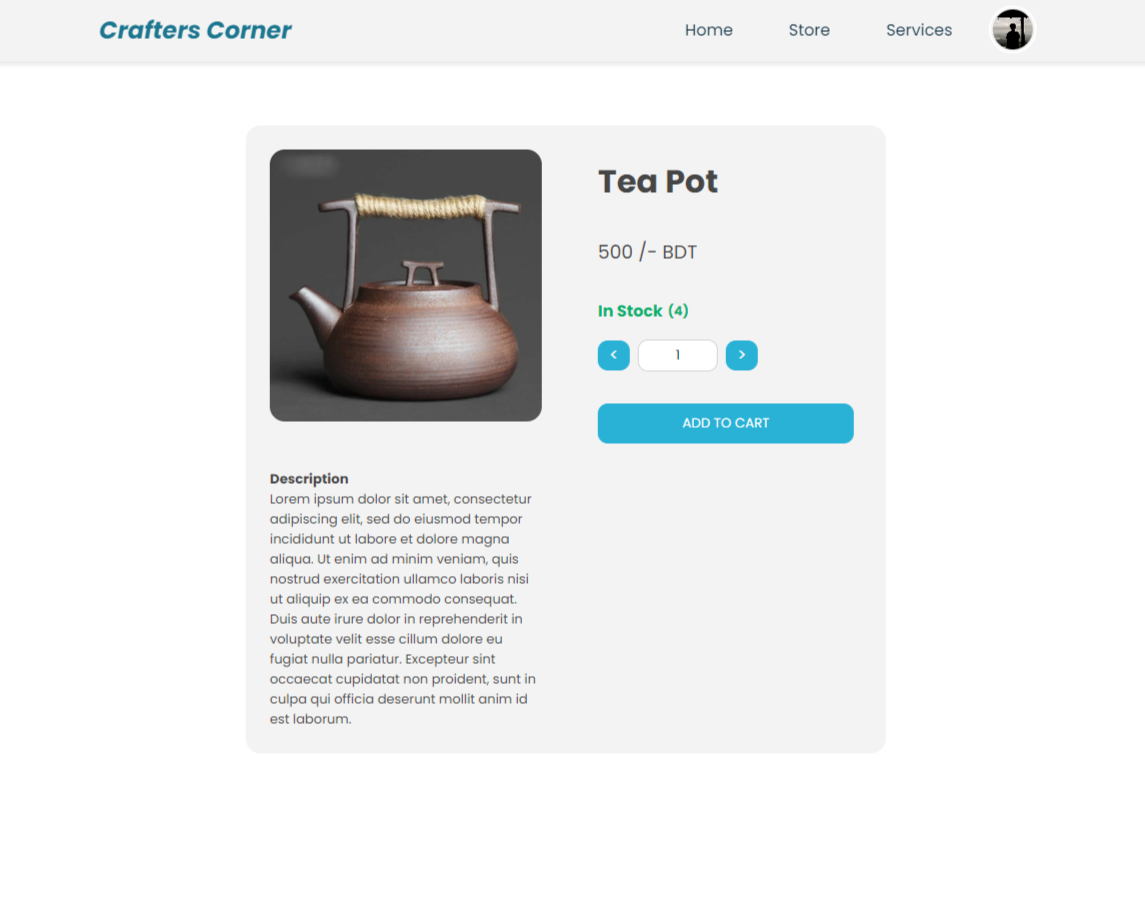 Crafters Corner
Home Store Services
Tea Pot
500 /- BDT
In Stock (4)
< 1 >
ADD TO CART
Description
Lorem ipsum dolor sit amet, consectetur
adipiscing elit, sed do eiusmod tempor
incididunt ut labore et dolore magna
aliqua. Ut enim ad minim veniam, quis
nostrud exercitation ullamco laboris nisi
ut aliquip ex ea commodo consequat.
Duis aute irure dolor in reprehenderit in
voluptate velit esse cillum dolore eu
fugiat nulla pariatur. Excepteur sint
occaecat cupidatat non proident, sunt in
culpa qui officia deserunt mollit anim id
est laborum.